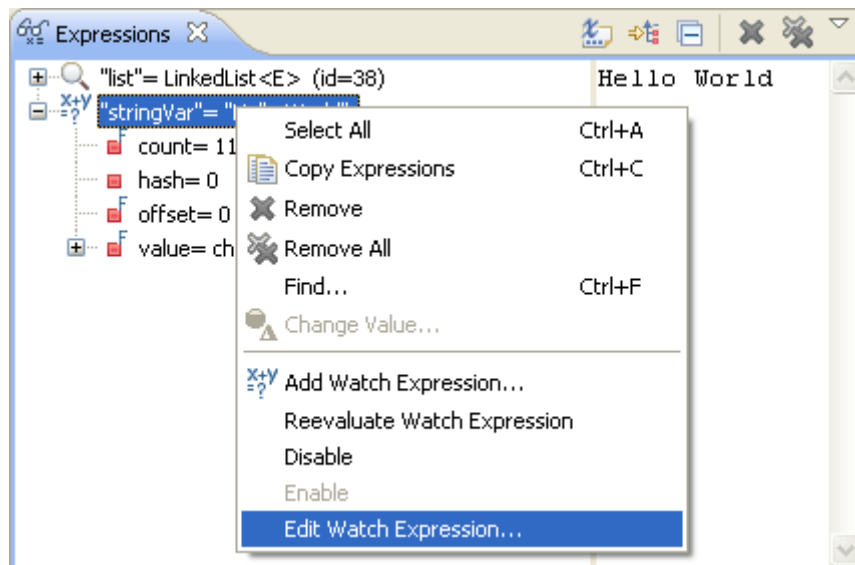 Expressions
"list"= LinkedList<E> (id=38)
"stringVar"=
count= 11
hash= 0
offset= 0
value= ch
Hello World
Select All Ctrl+A
Copy Expressions Ctrl+C
Remove
Remove All
Find... Ctrl+F
Change Value...
Add Watch Expression...
Reevaluate Watch Expression
Disable
Enable
Edit Watch Expression...